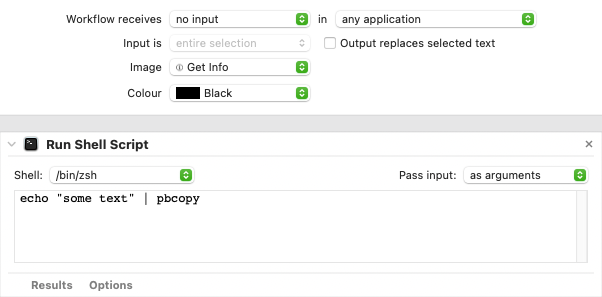 Workflow receives no input in any application
Input is entire selection Output replaces selected text
Image Get Info
Colour Black
Run Shell Script
Shell: /bin/zsh Pass input: as arguments
echo "some text" | pbcopy
Results Options